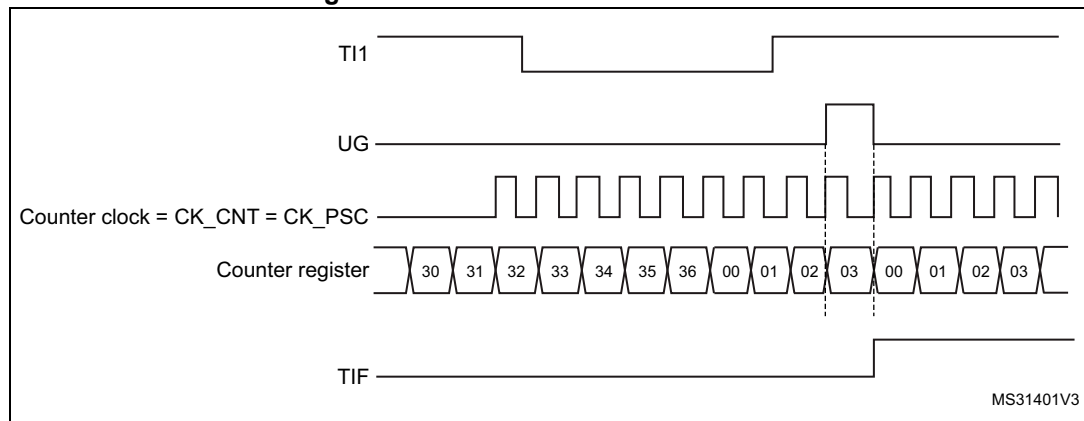 g
TI1
UG
Counter clock = CK_CNT = CK_PSC
Counter register 30 31 32 33 34 35 36 00 01 02 03 00 01 02 03
TIF
MS31401V3